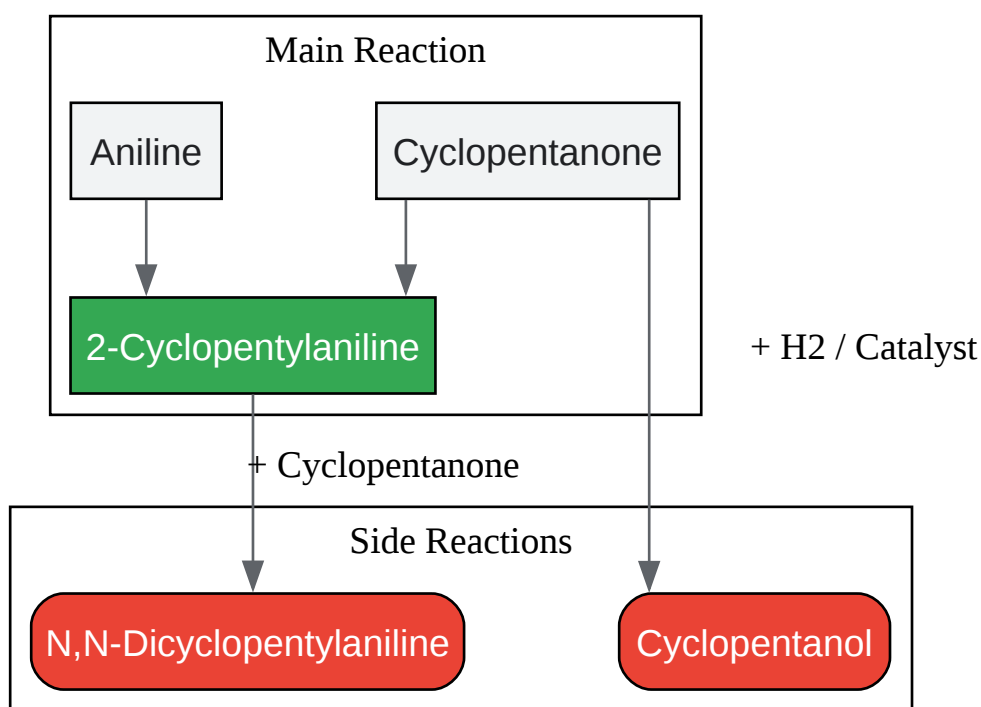 Main Reaction
Aniline
Cyclopentanone
2-Cyclopentylaniline
+ H2 / Catalyst
+ Cyclopentanone
Side Reactions
N,N-Dicyclopentylaniline
Cyclopentanol